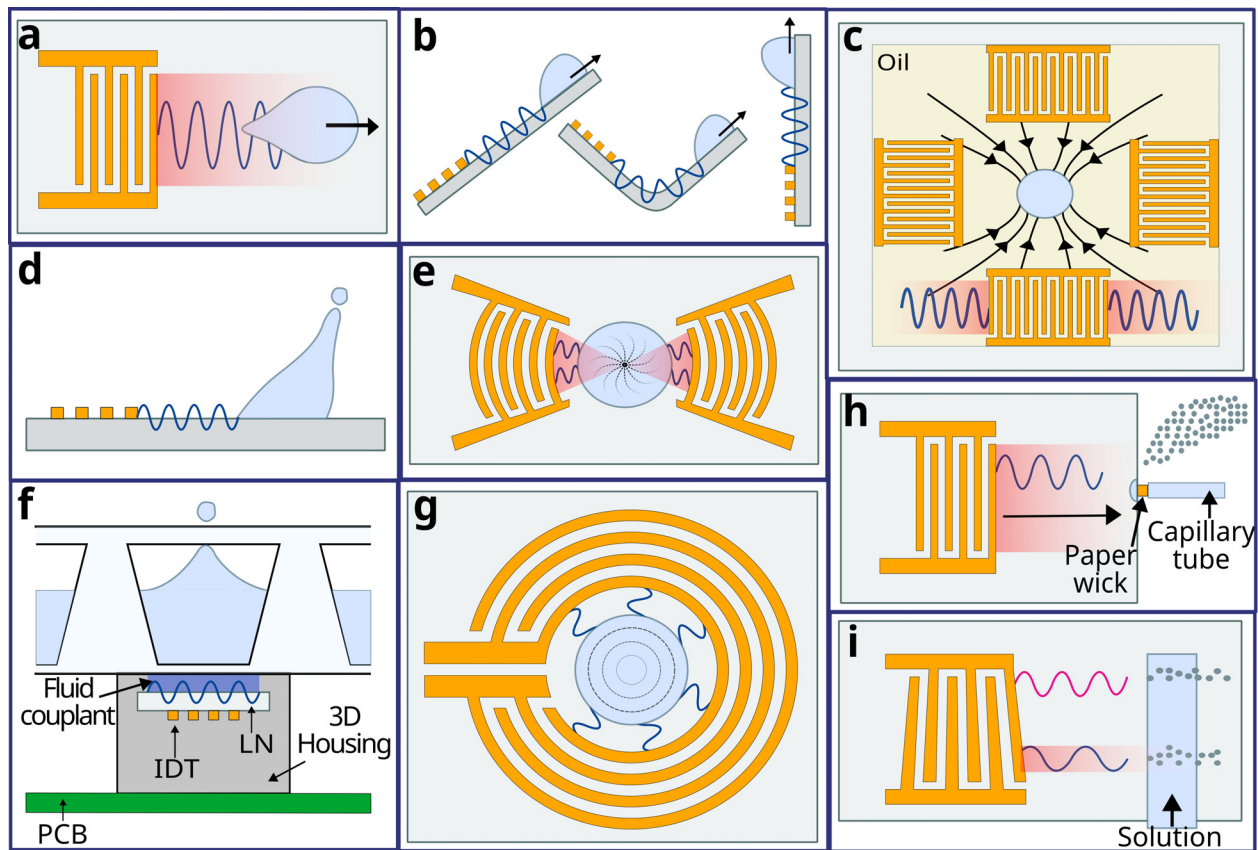 a
b
c
Oil
d
e
f
Fluid
couplant
IDT
LN
3D
Housing
PCB
g
h
Paper
wick
Capillary
tube
i
Solution